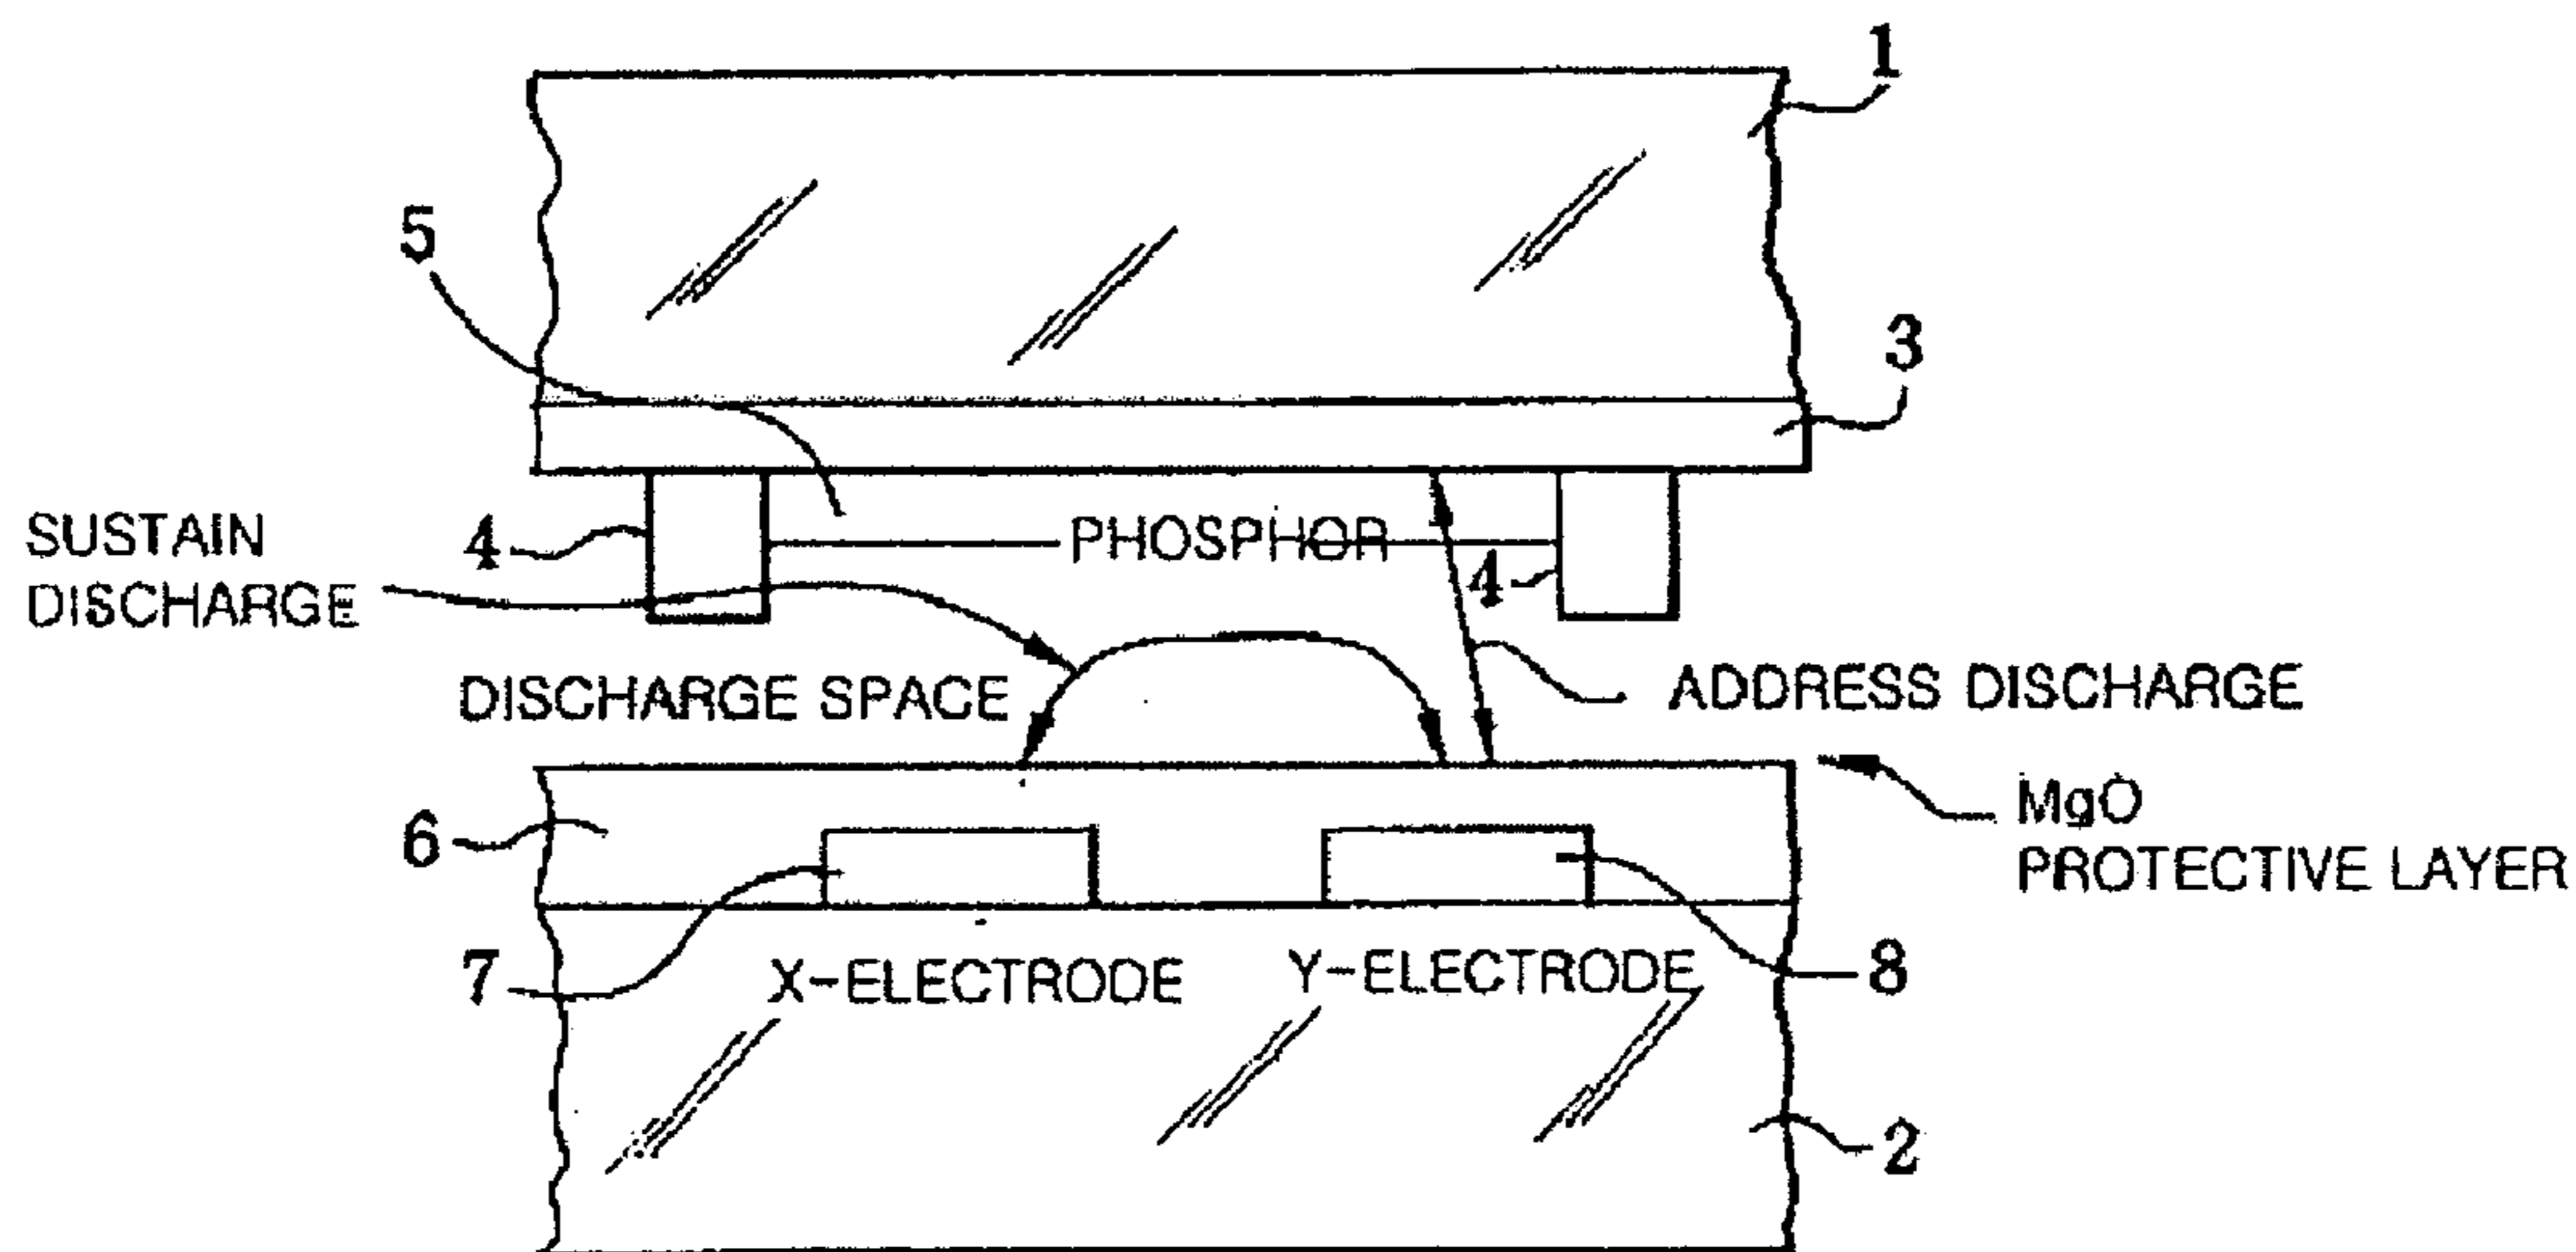 1
5
3
SUSTAIN
DISCHARGE
4
PHOSPHOR
4
DISCHARGE SPACE
ADDRESS DISCHARGE
6
MgO
PROTECTIVE LAYER
7
X-ELECTRODE
Y-ELECTRODE
8
2